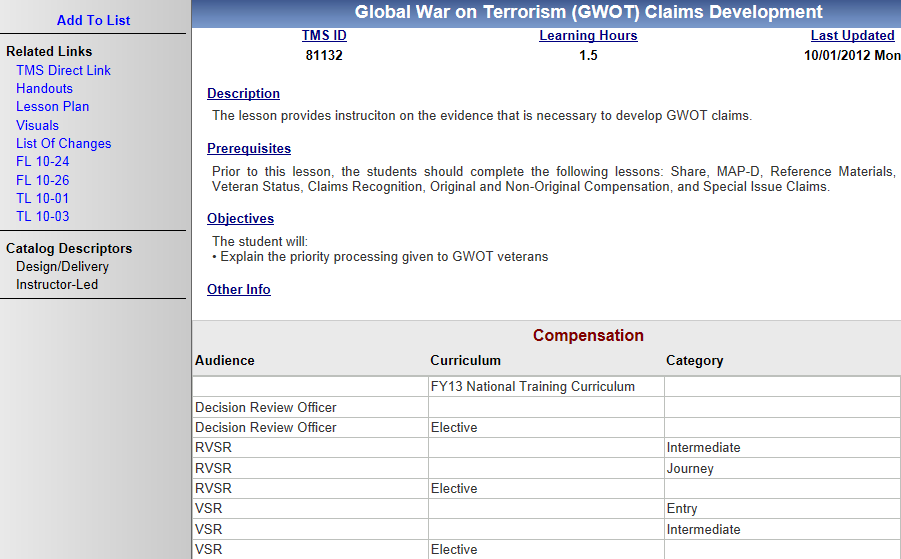 Add To List
Related Links
TMS Direct Link
Handouts
Lesson Plan
Visuals
List Of Changes
FL 10-24
FL 10-26
TL 10-01
TL 10-03
Catalog Descriptors
Design/Delivery
Instructor-Led
Global War on Terrorism (GWOT) Claims Development
TMS ID Learning Hours Last Updated
81132 1.5 10/01/2012 Mon
Description
The lesson provides instruciton on the evidence that is necessary to develop GWOT claims.
Prerequisites
Prior to this lesson, the students should complete the following lessons: Share, MAP-D, Reference Materials,
Veteran Status, Claims Recognition, Original and Non-Original Compensation, and Special Issue Claims.
Objectives
The student will:
• Explain the priority processing given to GWOT veterans
Other Info
Compensation
Audience Curriculum Category
FY13 National Training Curriculum
Decision Review Officer
Decision Review Officer Elective
RVSR Intermediate
RVSR Journey
RVSR Elective
VSR Entry
VSR Intermediate
VSR Elective